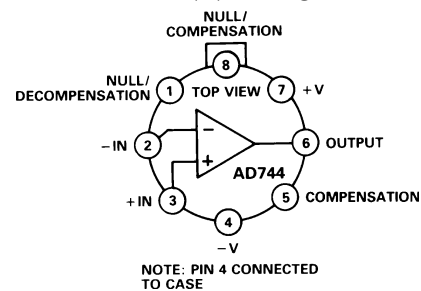 NULL/
COMPENSATION
8
NULL/
DECOMPENSATION
1
TOP VIEW
7
+V
2
–IN
–
6
OUTPUT
+
AD744
3
+IN
5
COMPENSATION
4
–V
NOTE: PIN 4 CONNECTED
TO CASE